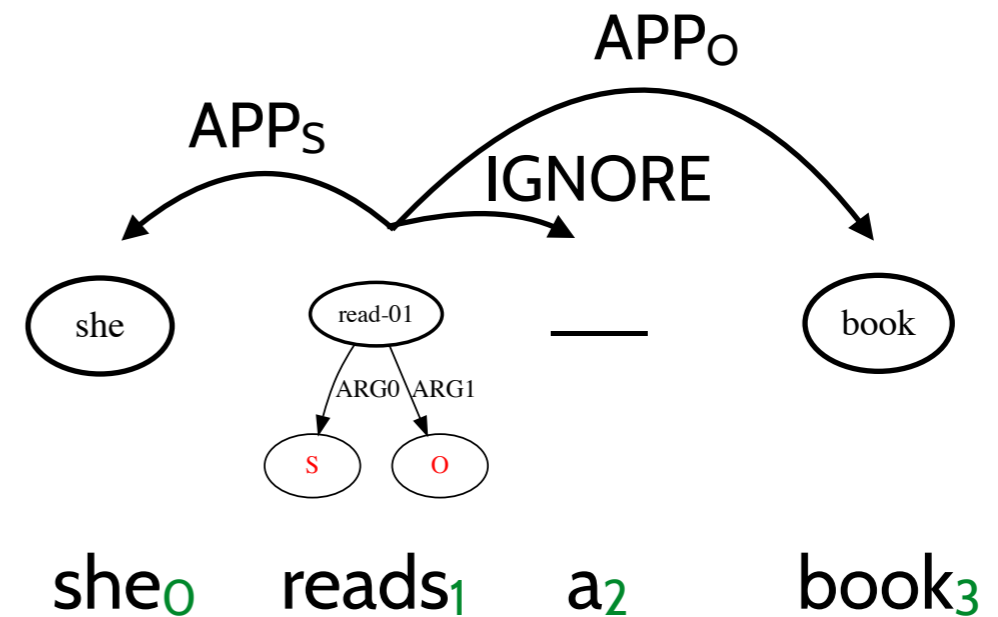 APPO
APPS
IGNORE
she
read-01
book
ARG0 ARG1
S O
she0 reads1 a2 book3